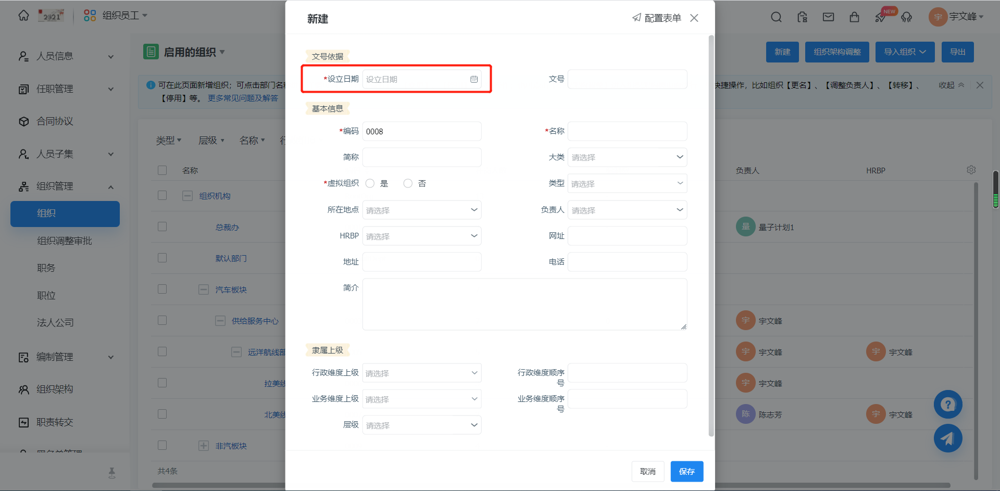 2021
组织员工
NEW
宇
宇文峰
人员信息
任职管理
合同协议
人员子集
组织管理
组织
组织调整审批
职务
职位
法人公司
编制管理
组织架构
职责转交
启用的组织
新建
组织架构调整
导入组织
导出
可在此页面新增组织；可点击部门名
捷操作，比如组织【更名】、【调整负责人】、【转移】、
收起
【停用】等。 更多常见问题及解答
类型
层级
名称
行
名称
负责人
HRBP
组织机构
总裁办
量
量子计划1
默认部门
汽车板块
供给服务中心
宇
宇文峰
远洋航线部
宇
宇文峰
宇
宇文峰
拉美线
宇
宇文峰
北美线
陈
陈志芳
宇
宇文峰
非汽板块
共4条
新建
配置表单
文号依据
*设立日期
设立日期
文号
基本信息
*编码
0008
*名称
简称
大类
请选择
*虚拟组织
是
否
类型
请选择
所在地点
请选择
负责人
请选择
HRBP
请选择
网址
地址
电话
简介
隶属上级
行政维度上级
请选择
行政维度顺序
号
业务维度上级
请选择
业务维度顺序
号
层级
请选择
取消
保存